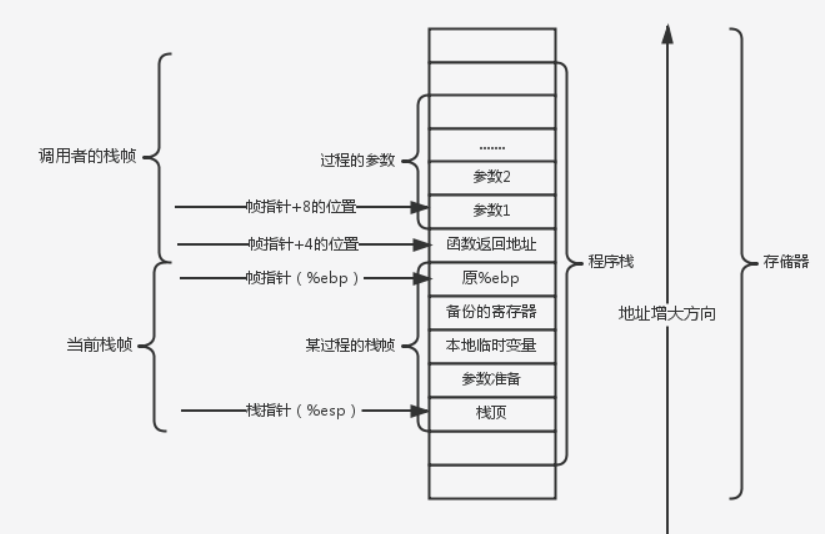 .......
调用者的栈帧
过程的参数
参数2
帧指针+8的位置
参数1
帧指针+4的位置
函数返回地址
程序栈
存储器
帧指针（%ebp）
原%ebp
备份的寄存器
地址增大方向
当前栈帧
某过程的栈帧
本地临时变量
参数准备
栈指针（%esp）
栈顶